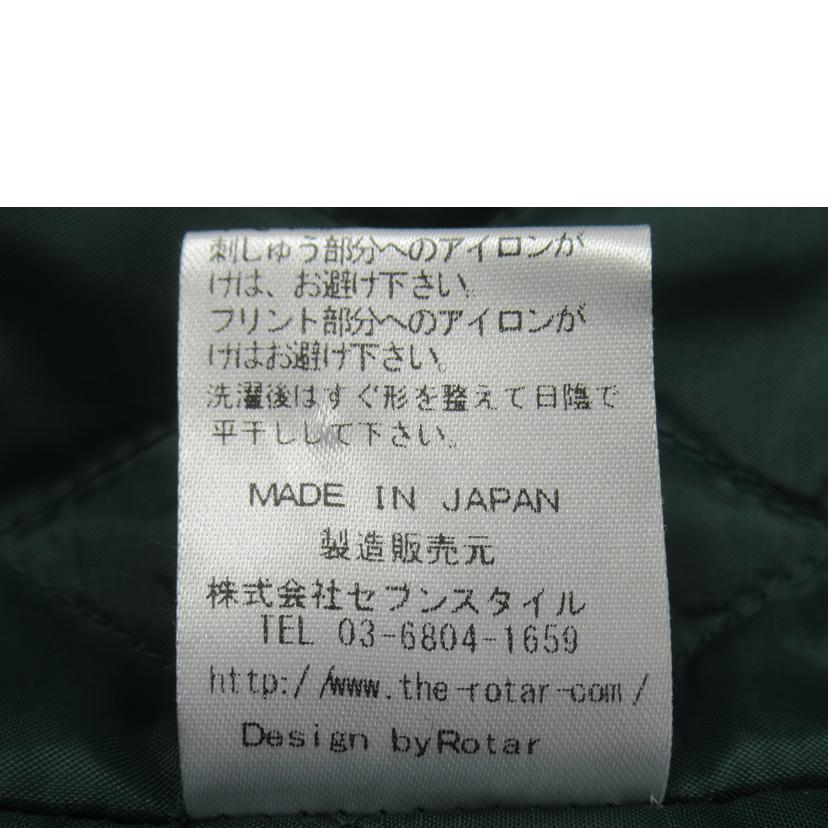 刺しゅう部分へのアイロンが
けは、お避け下さい。
フリント部分へのアイロンが
けはお避け下さい。
洗濯後はすぐ形を整えて日陰で
平干しして下さい。
MADE IN JAPAN
製造販売元
株式会社セブンスタイル
TEL 03-6804-1659
http://www.the-rotar-com/
Design byRotar